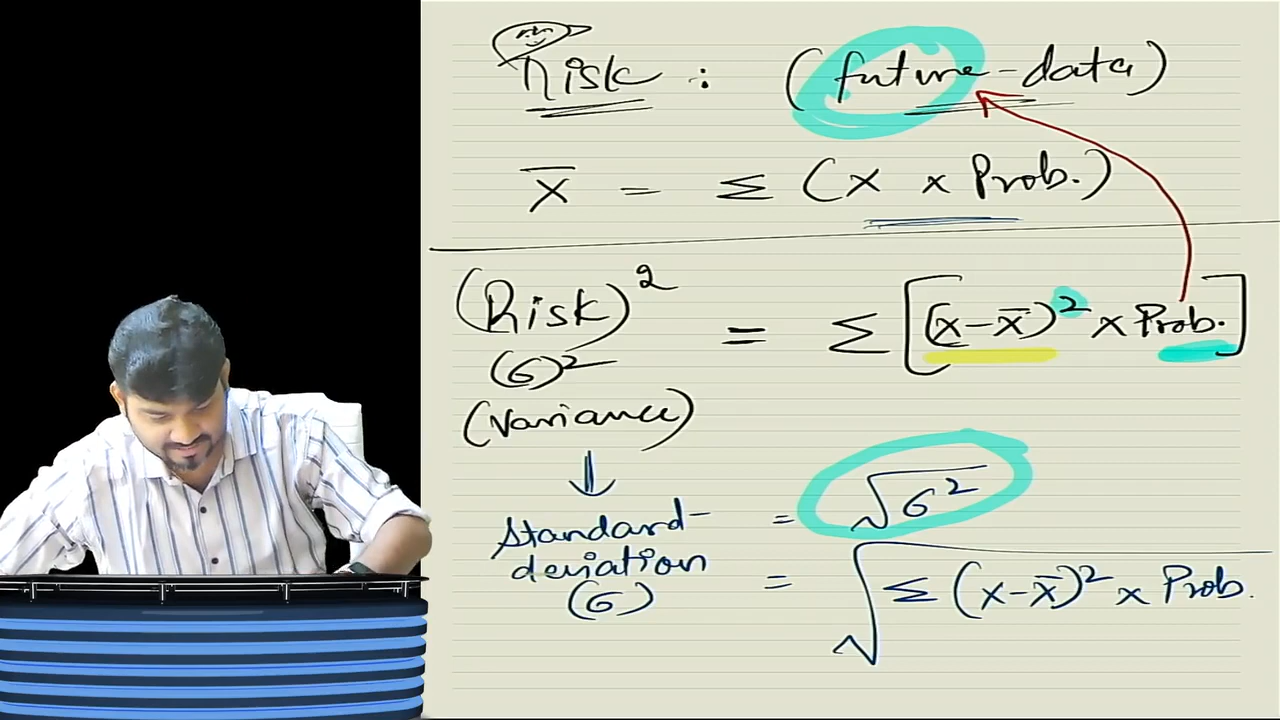 Risk : (future-data)
x̄ = Σ (x × Prob.)
(Risk)² = Σ [(x-x̄)² × Prob.]
(σ)²
(Variance)
↓
Standard- = √σ²
deviation = √Σ (x-x̄)² × Prob.
(σ)